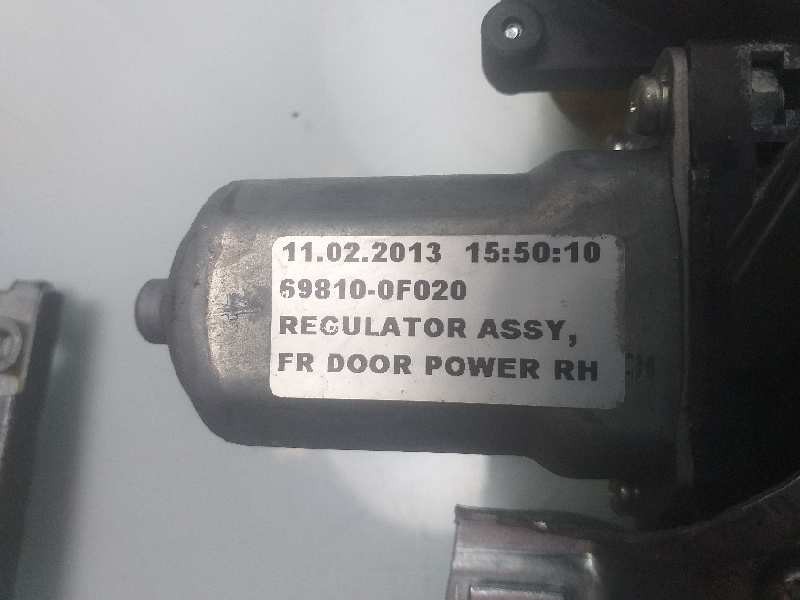 11.02.2013 15:50:10
69810-0F020
REGULATOR ASSY,
FR DOOR POWER RH